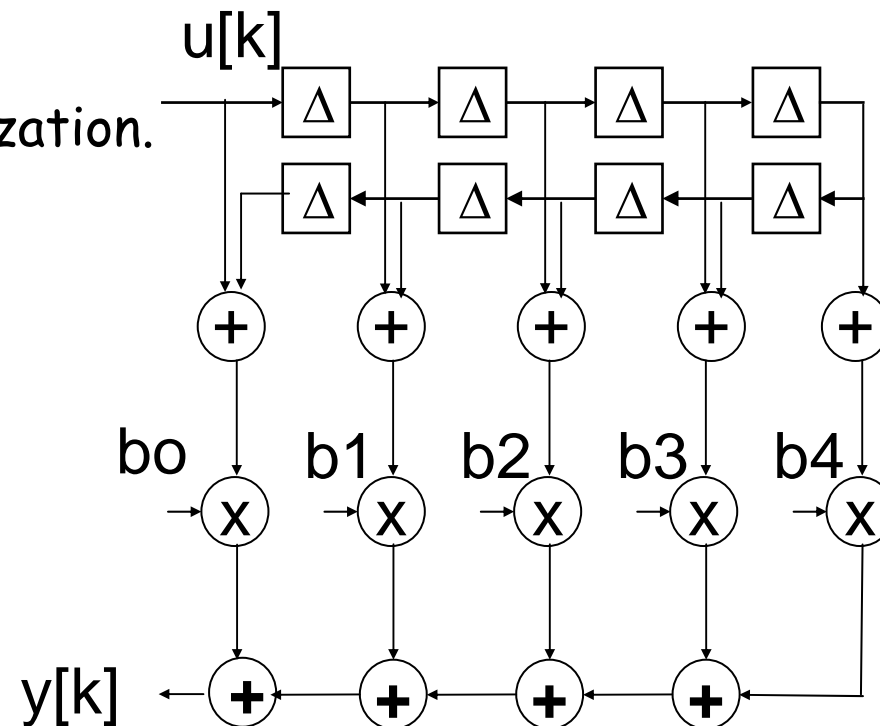 u[k]
zation.
Δ Δ Δ Δ
Δ Δ Δ Δ
+ + + + +
bo b1 b2 b3 b4
x x x x x
y[k] + + + +